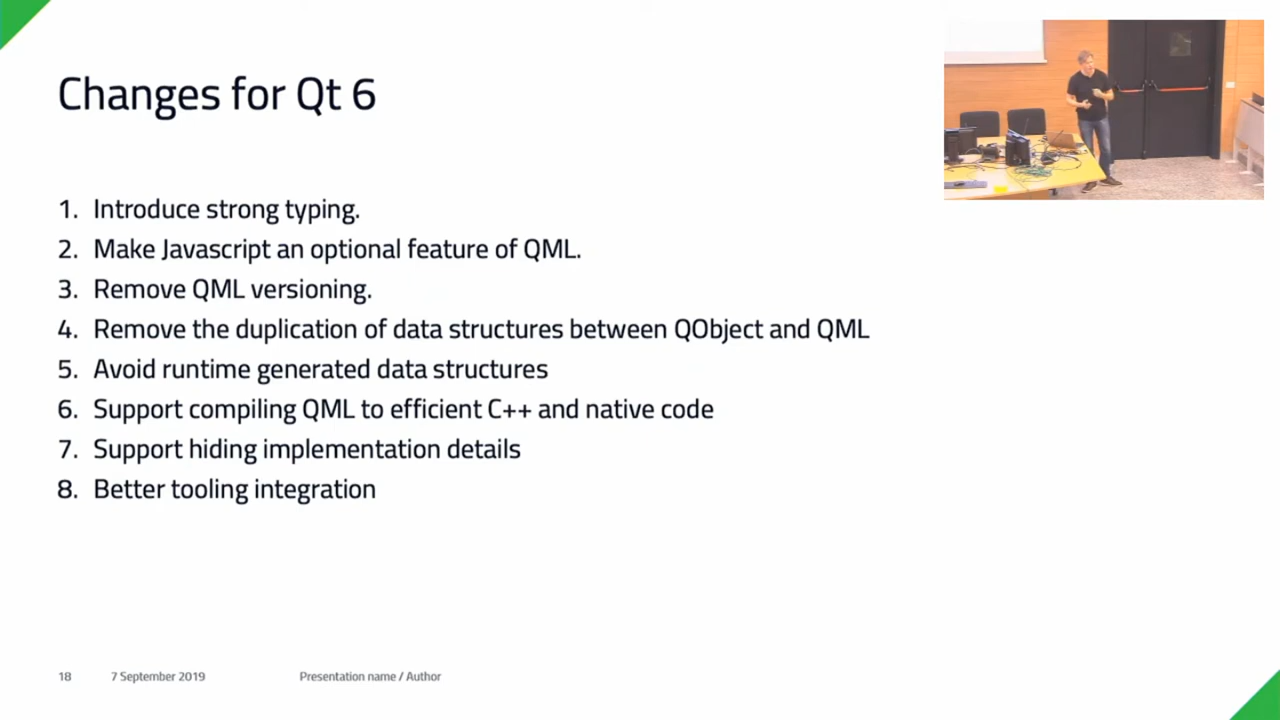 Changes for Qt 6
1. Introduce strong typing.
2. Make Javascript an optional feature of QML.
3. Remove QML versioning.
4. Remove the duplication of data structures between QObject and QML
5. Avoid runtime generated data structures
6. Support compiling QML to efficient C++ and native code
7. Support hiding implementation details
8. Better tooling integration
18 7 September 2019 Presentation name / Author